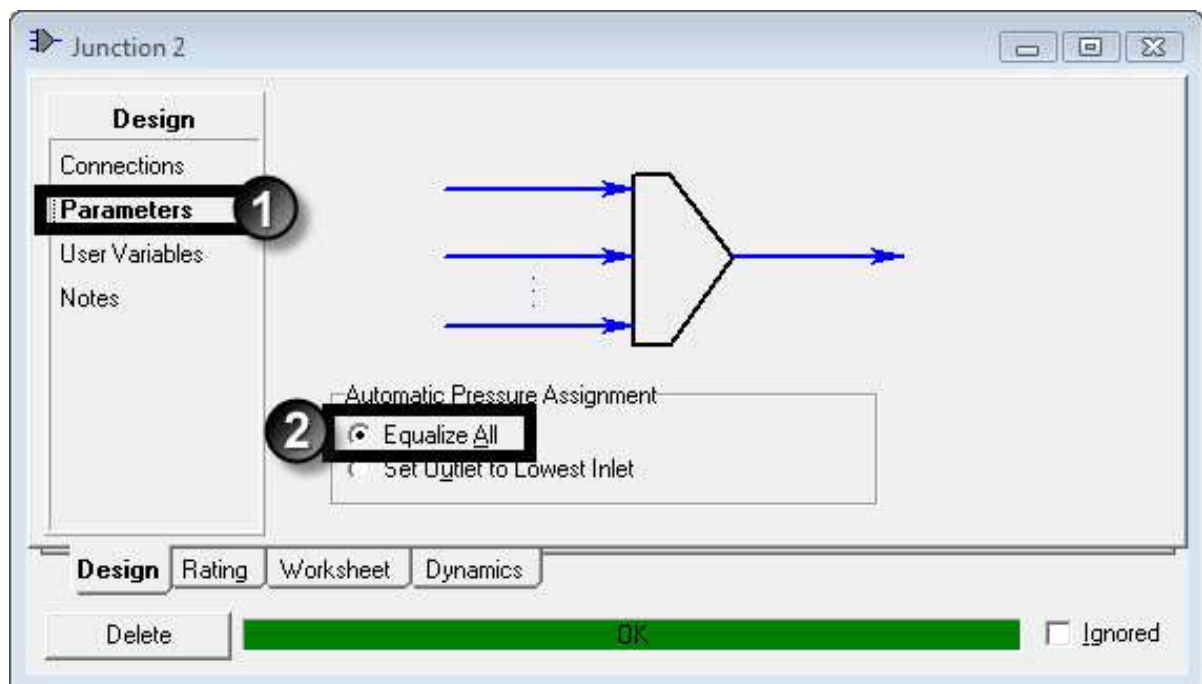 Junction 2
Design
Connections
Parameters
1
User Variables
Notes
Automatic Pressure Assignment
2
Equalize All
Set Outlet to Lowest Inlet
Design Rating Worksheet Dynamics
Delete OK Ignored